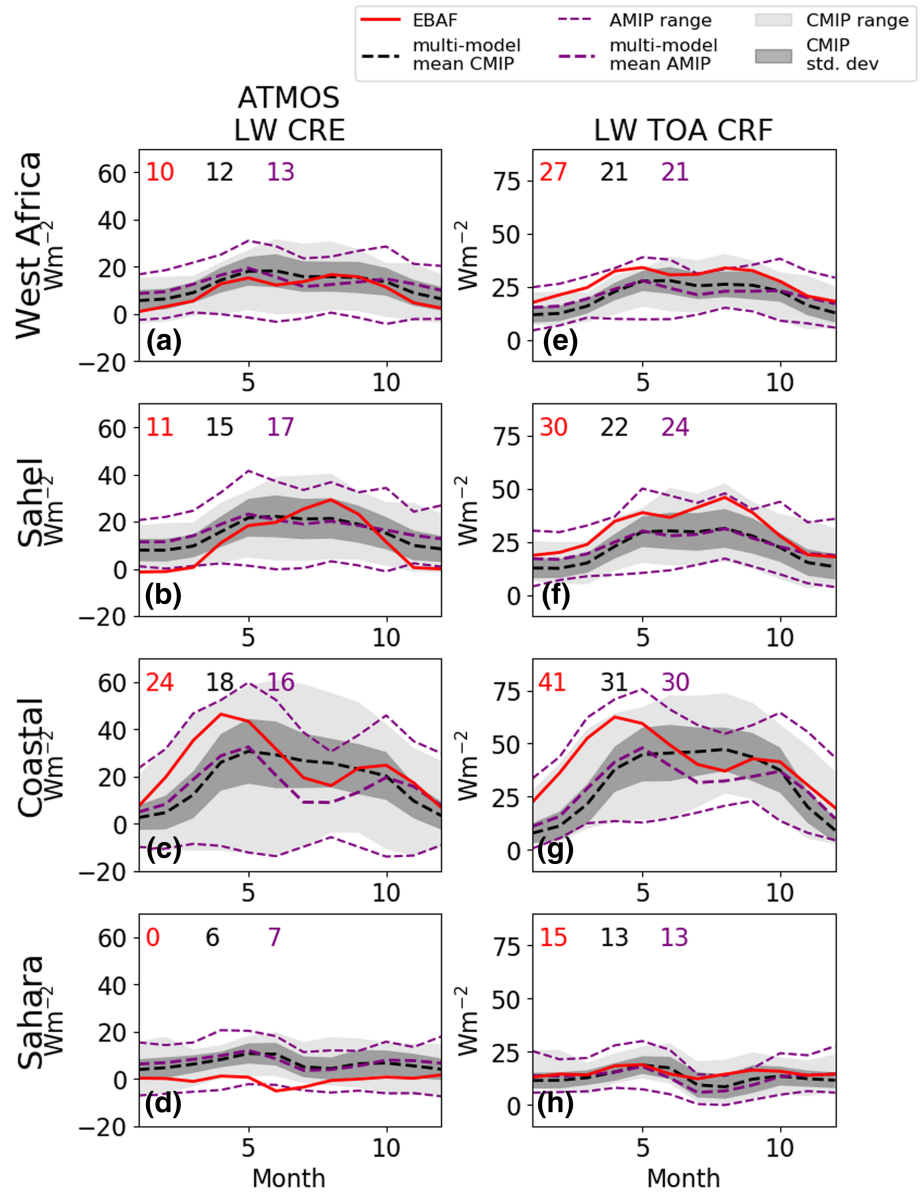 EBAF
multi-model
mean CMIP
AMIP range
multi-model
mean AMIP
CMIP range
CMIP
std. dev
ATMOS
LW CRE
LW TOA CRF
West Africa
Wm−2
60
40
20
0
−20
10 12 13
(a)
5 10
Wm−2
75
50
25
0
27 21 21
(e)
5 10
Sahel
Wm−2
60
40
20
0
−20
11 15 17
(b)
5 10
Wm−2
75
50
25
0
30 22 24
(f)
5 10
Coastal
Wm−2
60
40
20
0
−20
24 18 16
(c)
5 10
Wm−2
75
50
25
0
41 31 30
(g)
5 10
Sahara
Wm−2
60
40
20
0
−20
0 6 7
(d)
5 10
Month
Wm−2
75
50
25
0
15 13 13
(h)
5 10
Month